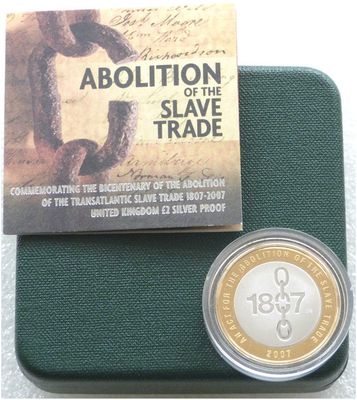 ABOLITION
OF THE
SLAVE
TRADE
COMMEMORATING THE BICENTENARY OF THE ABOLITION
OF THE TRANSATLANTIC SLAVE TRADE 1807-2007
UNITED KINGDOM £2 SILVER PROOF
Richardson
AN ACT FOR THE ABOLITION OF THE SLAVE TRADE
1807
2007